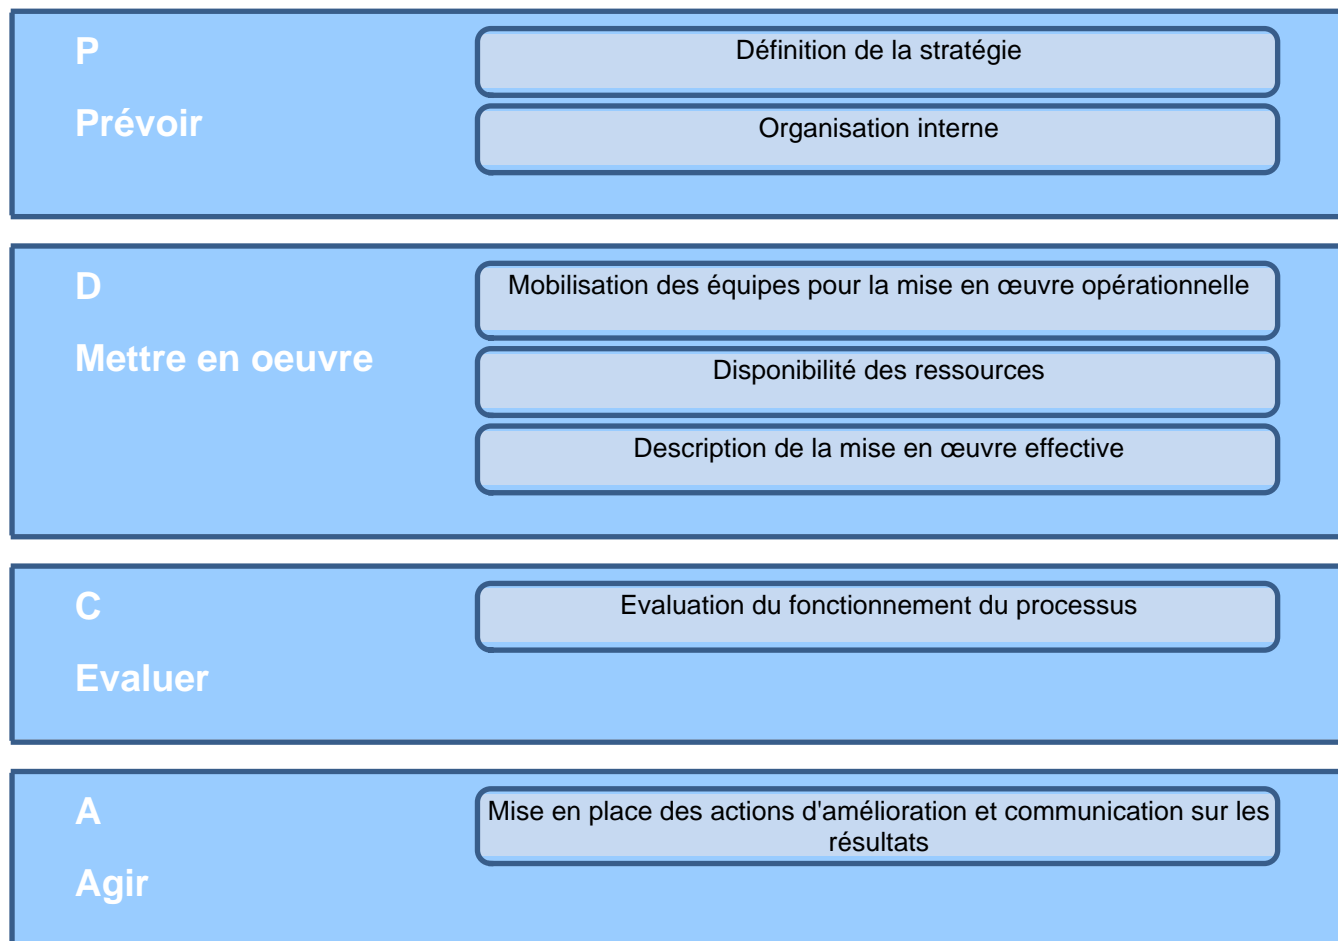 P
Prévoir
Définition de la stratégie
Organisation interne
D
Mettre en oeuvre
Mobilisation des équipes pour la mise en œuvre opérationnelle
Disponibilité des ressources
Description de la mise en œuvre effective
C
Evaluer
Evaluation du fonctionnement du processus
A
Agir
Mise en place des actions d'amélioration et communication sur les
résultats